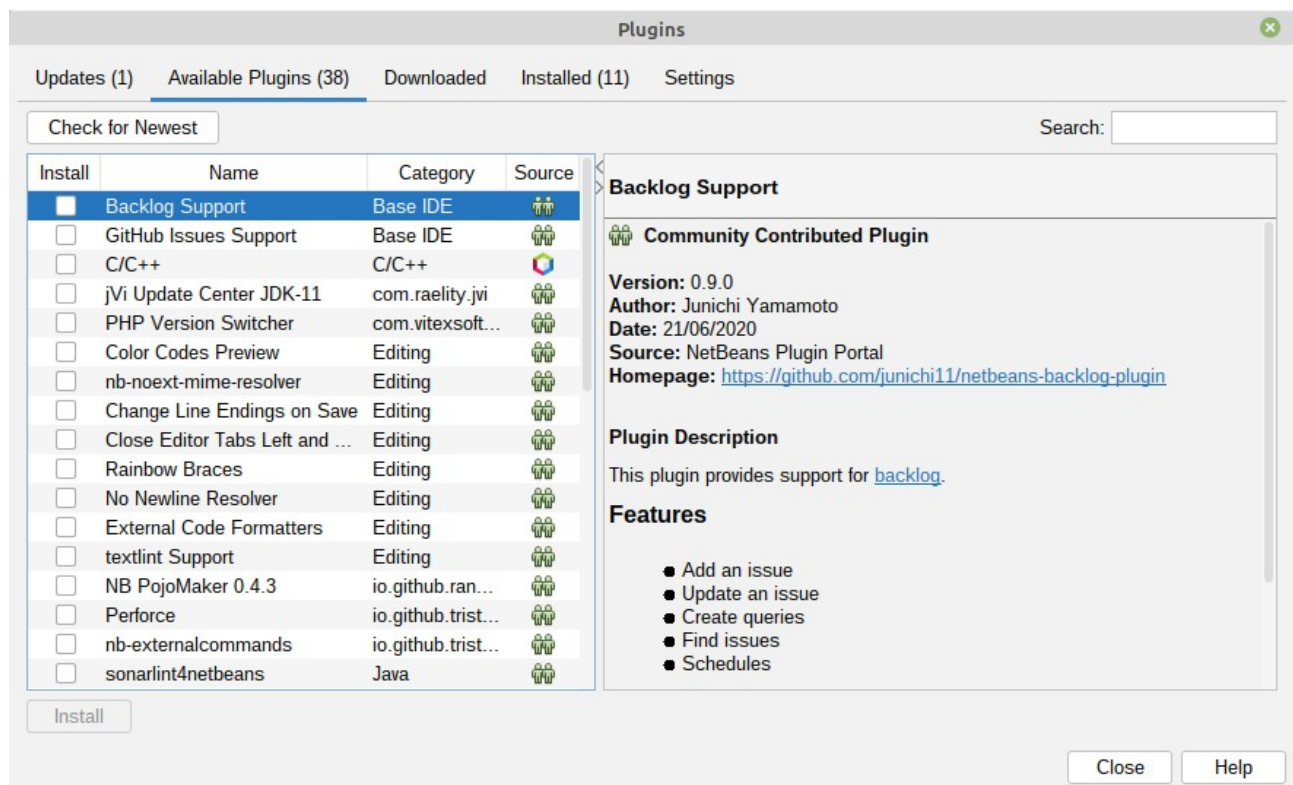 Plugins
Updates (1) Available Plugins (38) Downloaded Installed (11) Settings
Check for Newest Search:
Install Name Category Source
Backlog Support Base IDE
GitHub Issues Support Base IDE
C/C++ C/C++
jVi Update Center JDK-11 com.raelity.jvi
PHP Version Switcher com.vitexsoft...
Color Codes Preview Editing
nb-noext-mime-resolver Editing
Change Line Endings on Save Editing
Close Editor Tabs Left and ... Editing
Rainbow Braces Editing
No Newline Resolver Editing
External Code Formatters Editing
textlint Support Editing
NB PojoMaker 0.4.3 io.github.ran...
Perforce io.github.trist...
nb-externalcommands io.github.trist...
sonarlint4netbeans Java
Backlog Support
Community Contributed Plugin
Version: 0.9.0
Author: Junichi Yamamoto
Date: 21/06/2020
Source: NetBeans Plugin Portal
Homepage: https://github.com/junichi11/netbeans-backlog-plugin
Plugin Description
This plugin provides support for backlog.
Features
Add an issue
Update an issue
Create queries
Find issues
Schedules
Install
Close Help